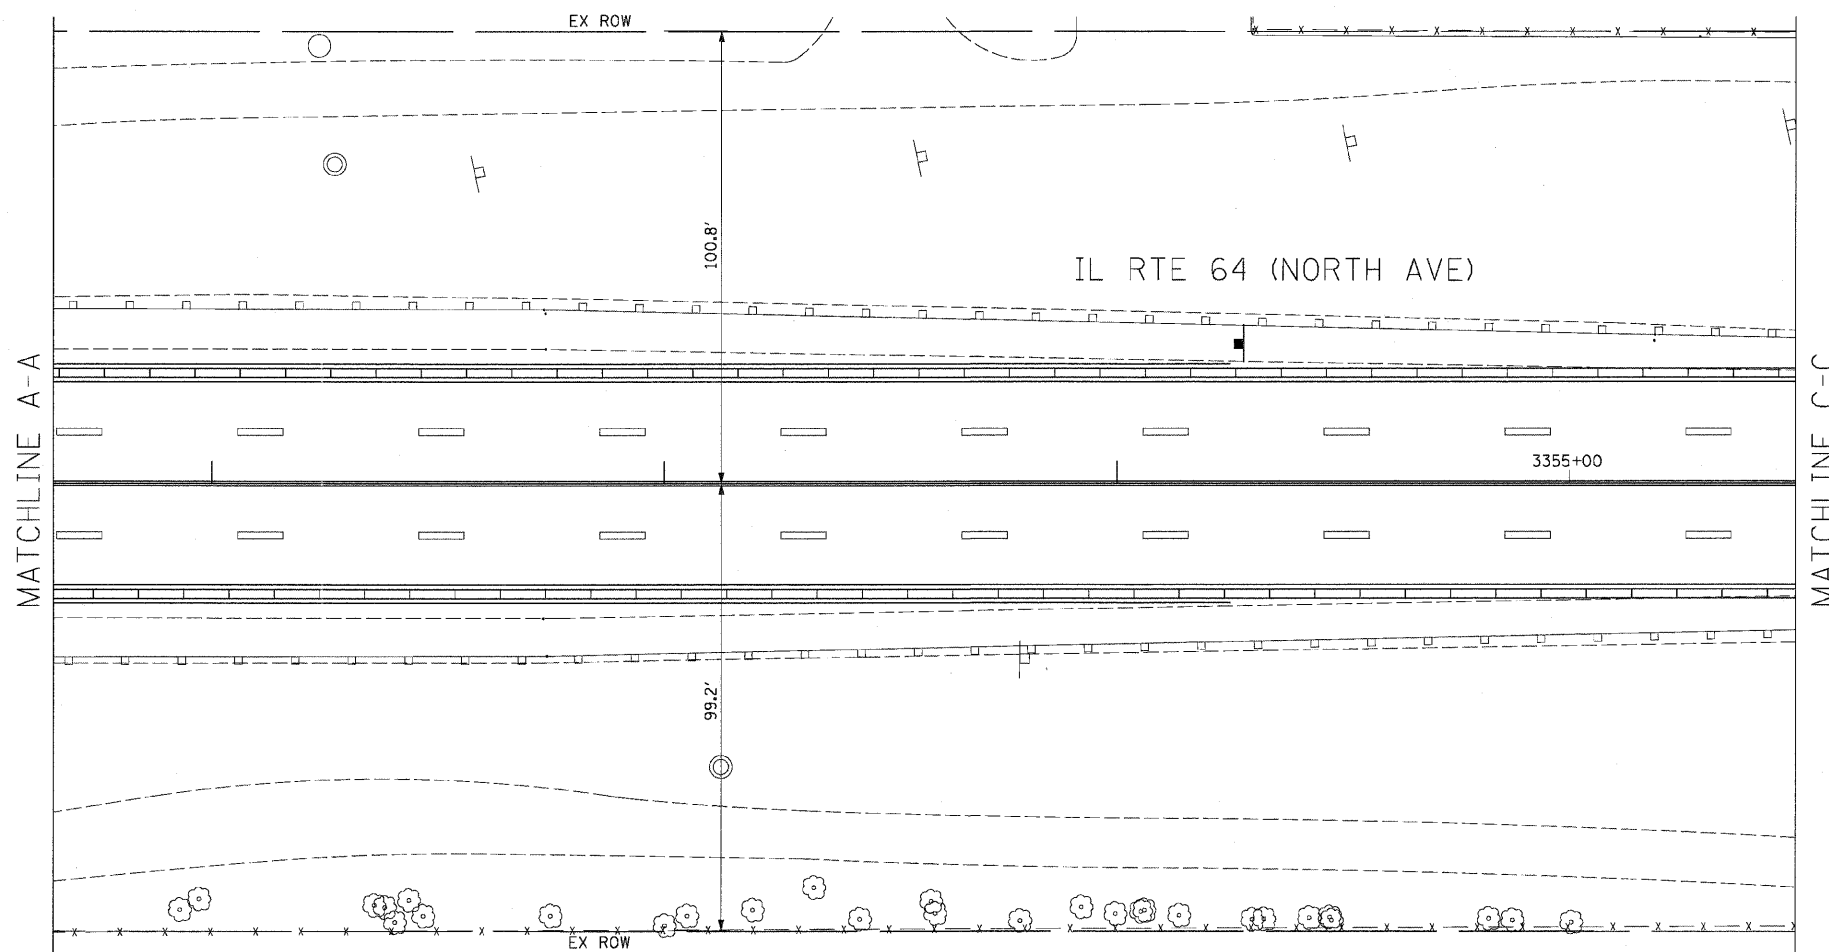 EX ROW
100.8'
IL RTE 64 (NORTH AVE)
MATCHLINE A-A
MATCHLINE C-C
3355+00
99.2'
EX ROW